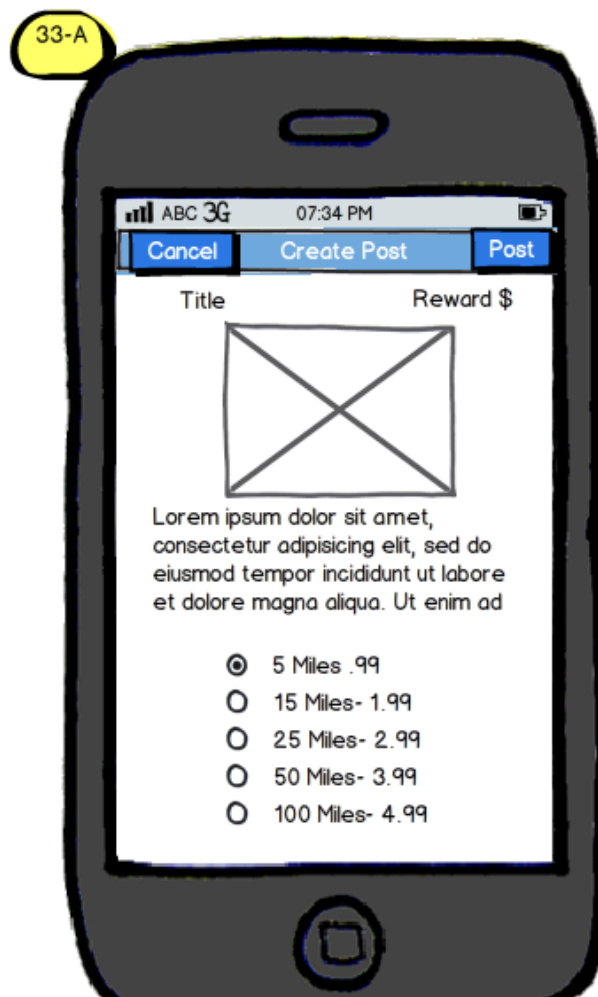 33-A
ABC 3G 07:34 PM
Cancel Create Post Post
Title Reward $
Lorem ipsum dolor sit amet,
consectetur adipisicing elit, sed do
eiusmod tempor incididunt ut labore
et dolore magna aliqua. Ut enim ad
5 Miles .99
15 Miles- 1.99
25 Miles- 2.99
50 Miles- 3.99
100 Miles- 4.99